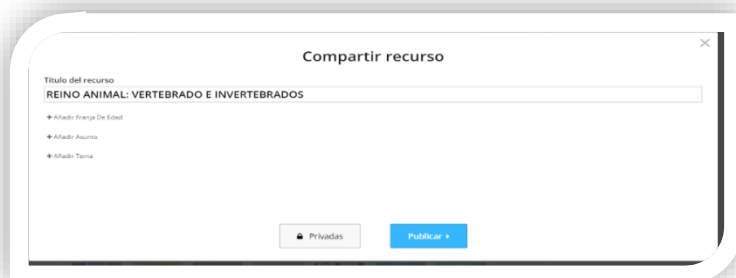 Compartir recurso
Título del recurso
REINO ANIMAL: VERTEBRADO E INVERTEBRADOS
+ Añadir Franja De Edad
+ Añadir Asunto
+ Añadir Tema
Privadas
Publicar